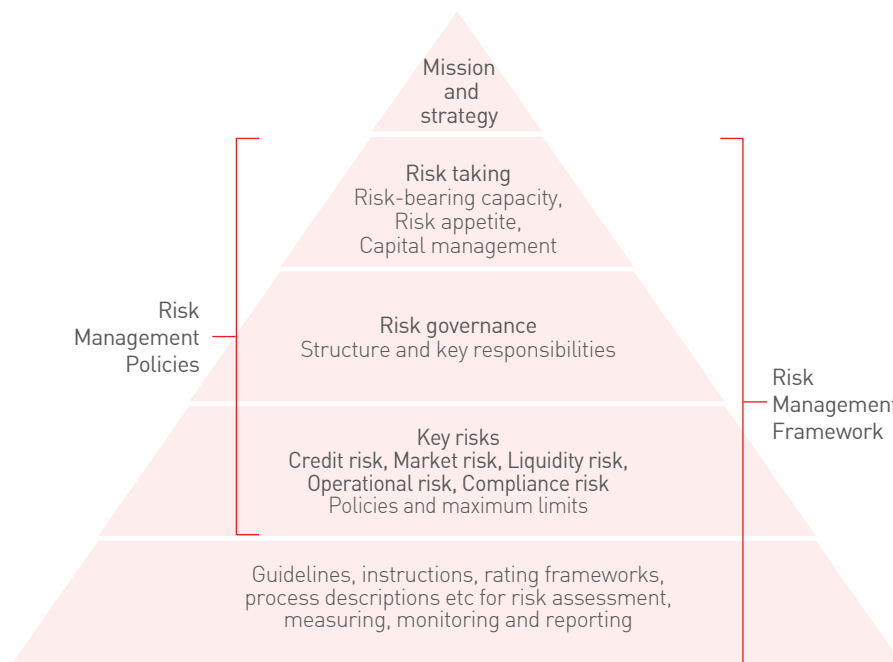 Mission
and
strategy
Risk taking
Risk-bearing capacity,
Risk appetite,
Capital management
Risk
Management
Policies
Risk governance
Structure and key responsibilities
Risk
Management
Framework
Key risks
Credit risk, Market risk, Liquidity risk,
Operational risk, Compliance risk
Policies and maximum limits
Guidelines, instructions, rating frameworks,
process descriptions etc for risk assessment,
measuring, monitoring and reporting